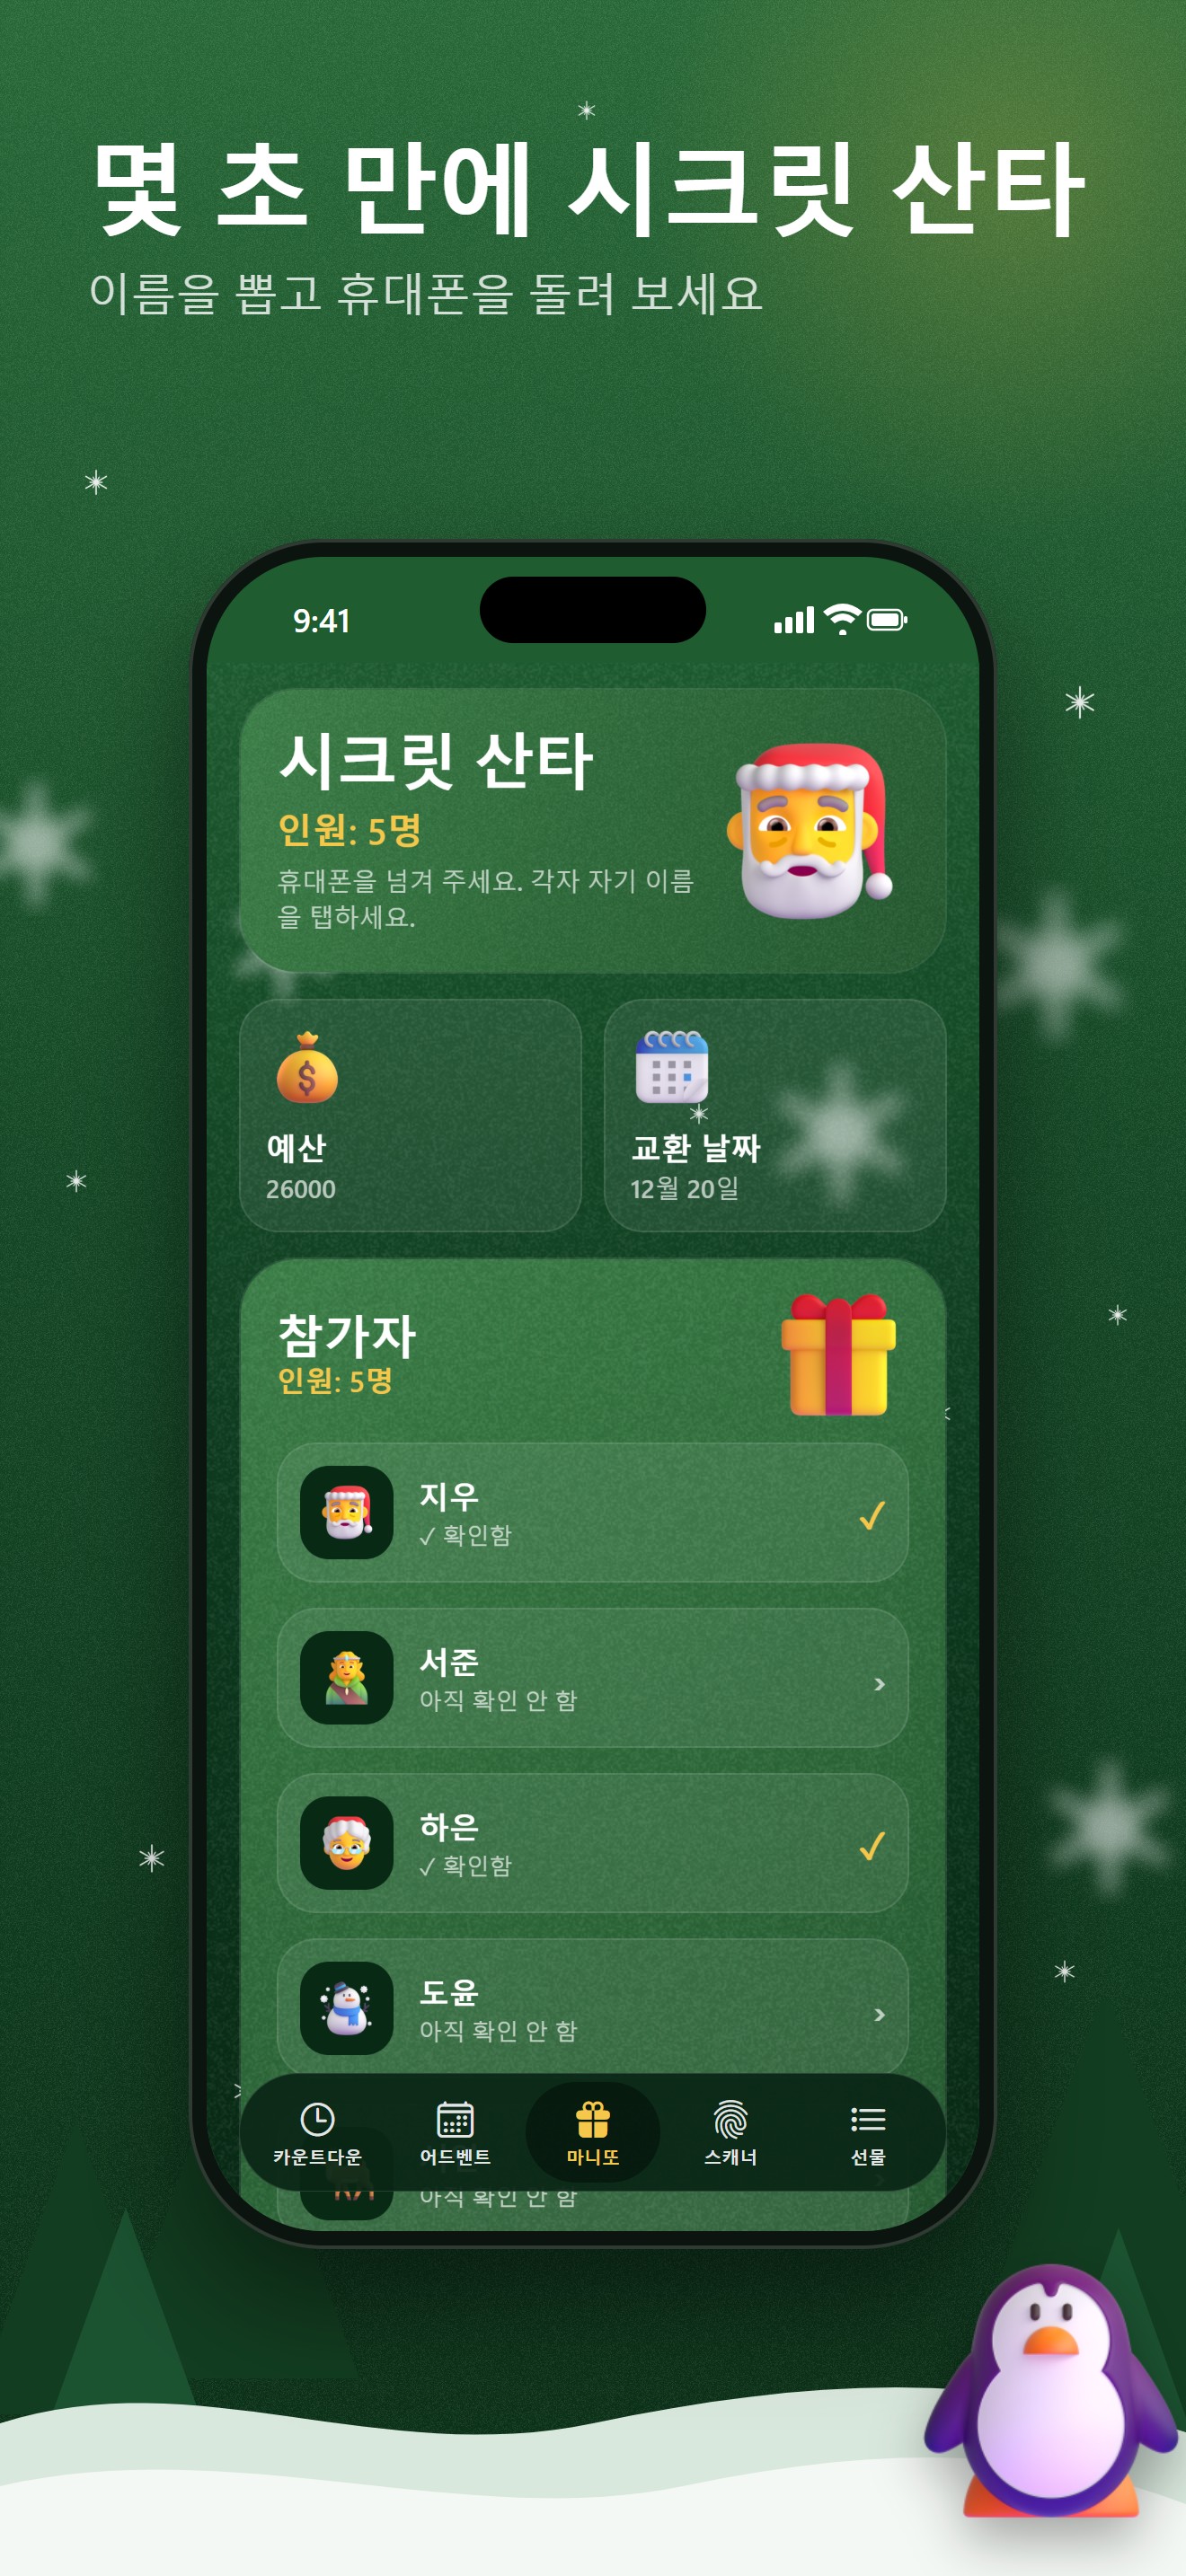 몇 초 만에 시크릿 산타
이름을 뽑고 휴대폰을 돌려 보세요
9:41
시크릿 산타
인원: 5명
휴대폰을 넘겨 주세요. 각자 자기 이름
을 탭하세요.
예산
26000
교환 날짜
12월 20일
참가자
인원: 5명
지우
✓ 확인함
서준
아직 확인 안 함
하은
✓ 확인함
도윤
아직 확인 안 함
카운트다운
어드벤트
마니또
스캐너
선물
아직 확인 안 함